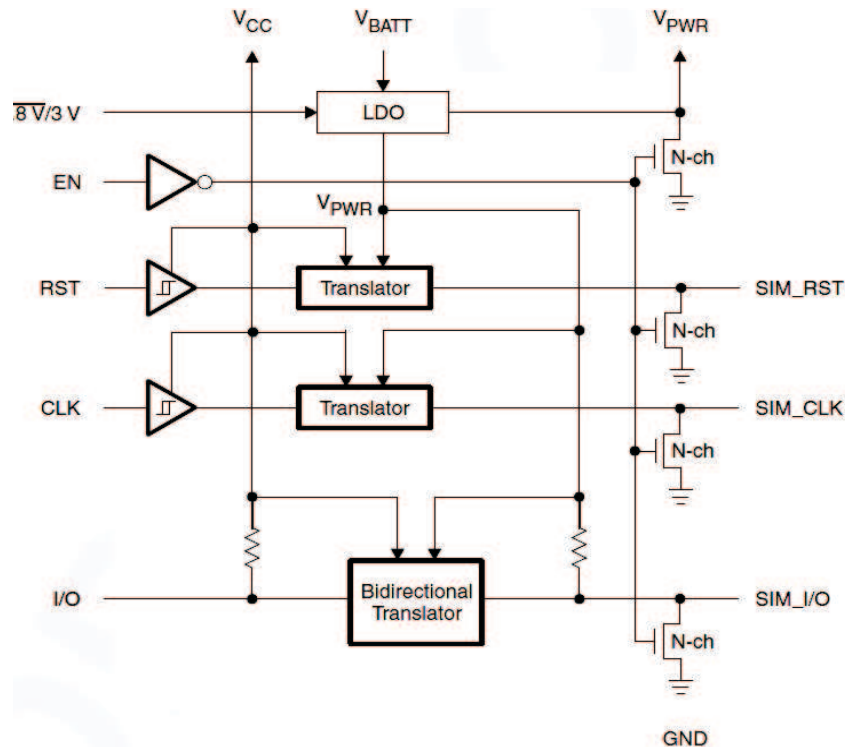 VCC VBATT VPWR
.8 V/3 V LDO
N-ch
EN
VPWR
RST Translator SIM_RST
N-ch
CLK Translator SIM_CLK
N-ch
I/O Bidirectional SIM_I/O
Translator
N-ch
GND